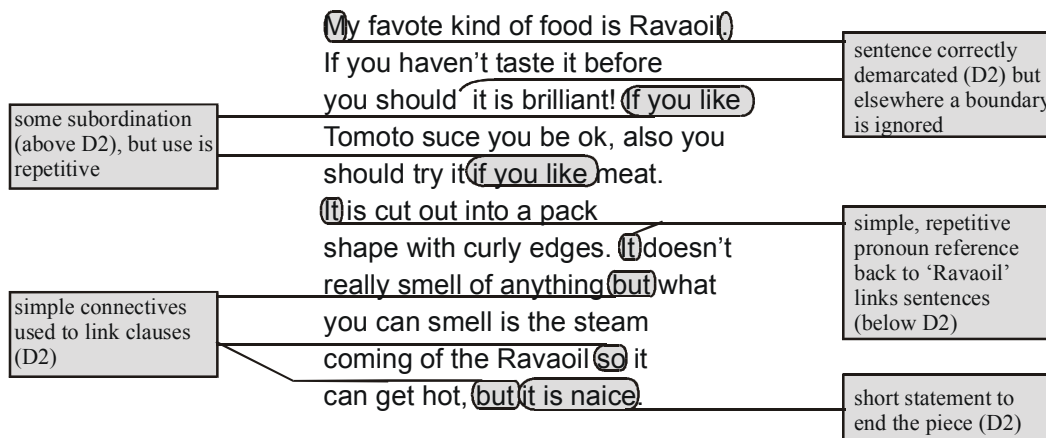 My favote kind of food is Ravaoil.
If you haven't taste it before
you should it is brilliant! If you like
Tomoto suce you be ok, also you
should try it if you like meat.
It is cut out into a pack
shape with curly edges. It doesn't
really smell of anything but what
you can smell is the steam
coming of the Ravaoil so it
can get hot, but it is naice.
some subordination
(above D2), but use is
repetitive
simple connectives
used to link clauses
(D2)
sentence correctly
demarcated (D2) but
elsewhere a boundary
is ignored
simple, repetitive
pronoun reference
back to ‘Ravaoil’
links sentences
(below D2)
short statement to
end the piece (D2)